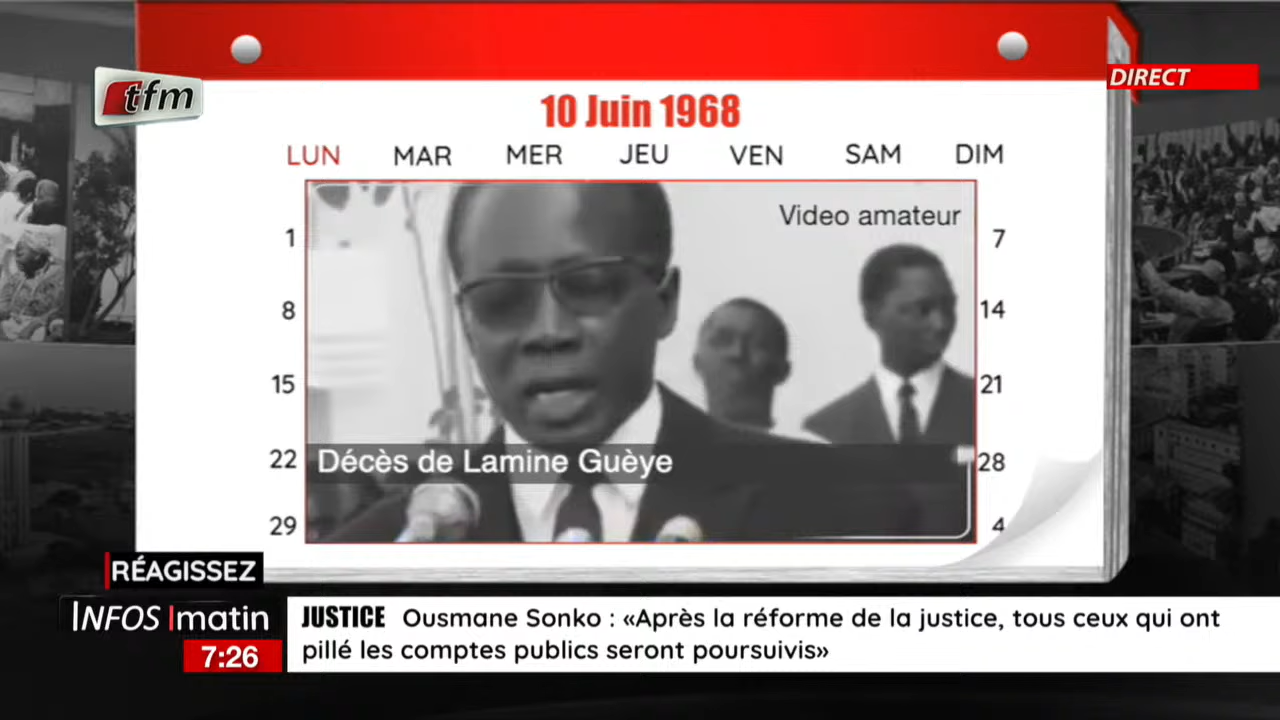 tfm
DIRECT
10 Juin 1968
LUN MAR MER JEU VEN SAM DIM
Video amateur
1 7
8 14
15 21
22 28
Décès de Lamine Guèye
29 4
RÉAGISSEZ
INFOS matin
7:26
JUSTICE Ousmane Sonko : «Après la réforme de la justice, tous ceux qui ont
pillé les comptes publics seront poursuivis»